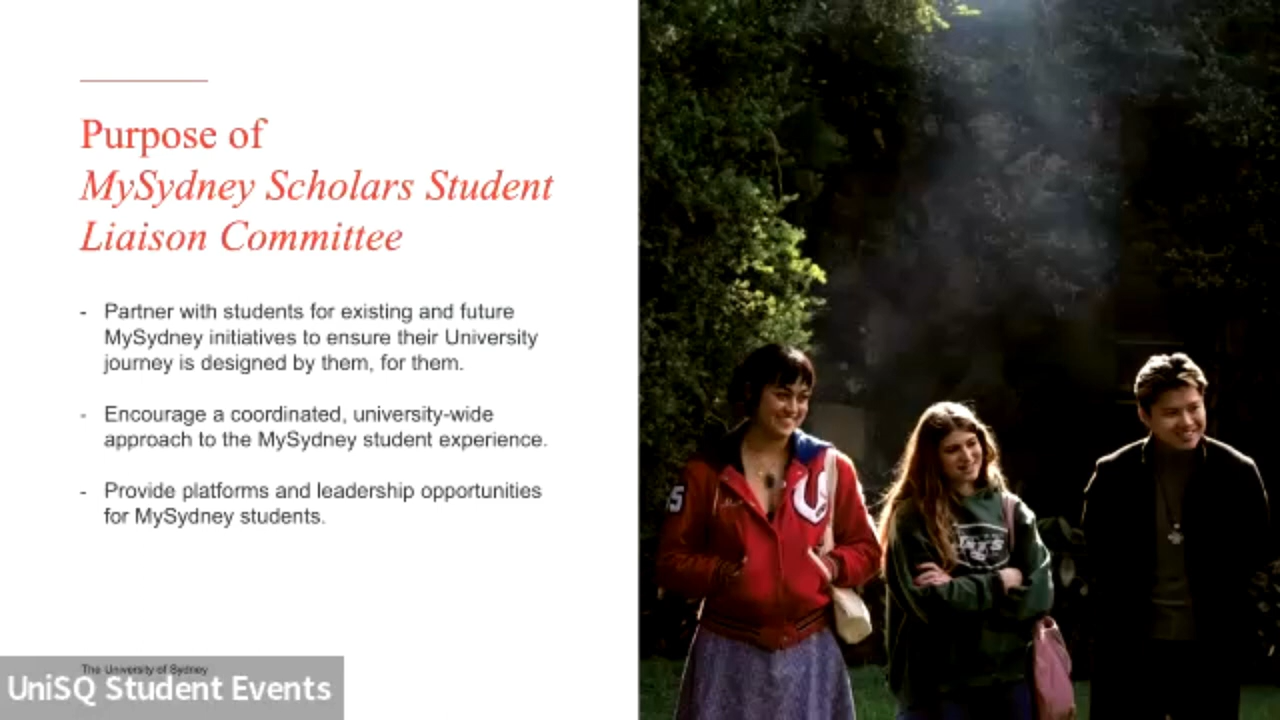 Purpose of
MySydney Scholars Student
Liaison Committee
- Partner with students for existing and future
MySydney initiatives to ensure their University
journey is designed by them, for them.
- Encourage a coordinated, university-wide
approach to the MySydney student experience.
- Provide platforms and leadership opportunities
for MySydney students.
The University of Sydney
UniSQ Student Events